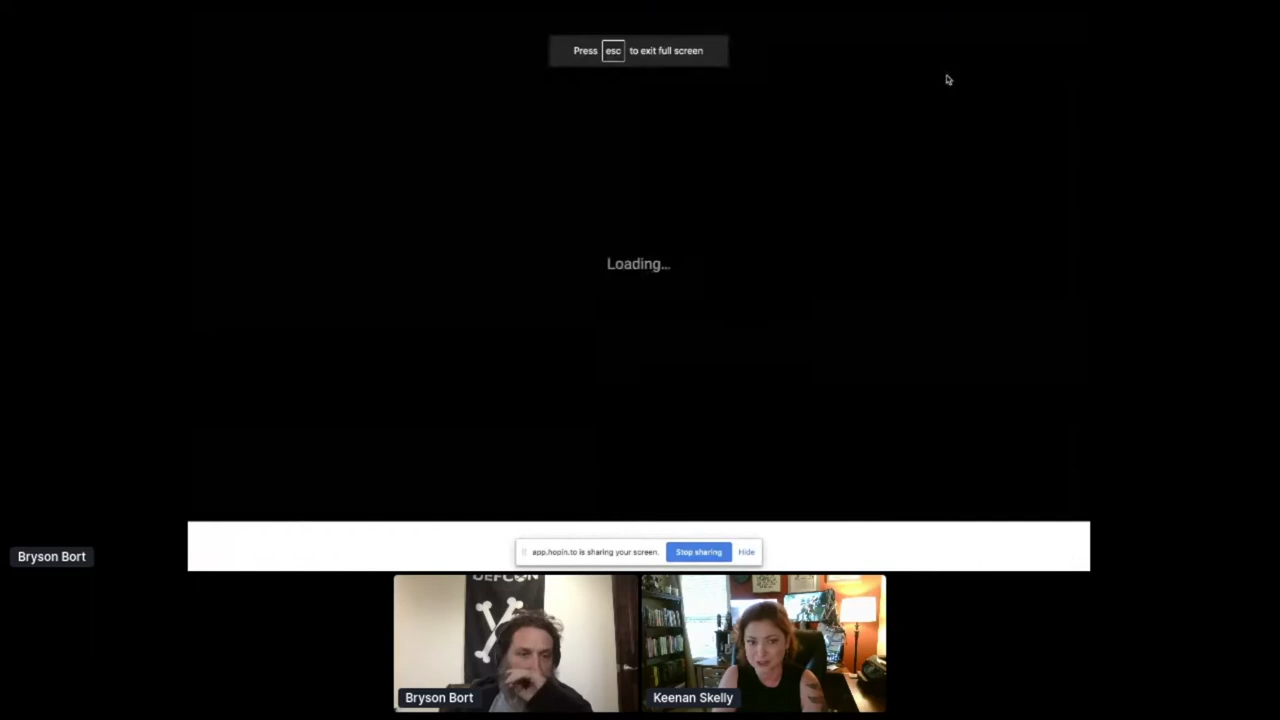 Press esc to exit full screen
Loading...
app.hopin.to is sharing your screen. Stop sharing Hide
Bryson Bort
DEFCON
Bryson Bort
Keenan Skelly